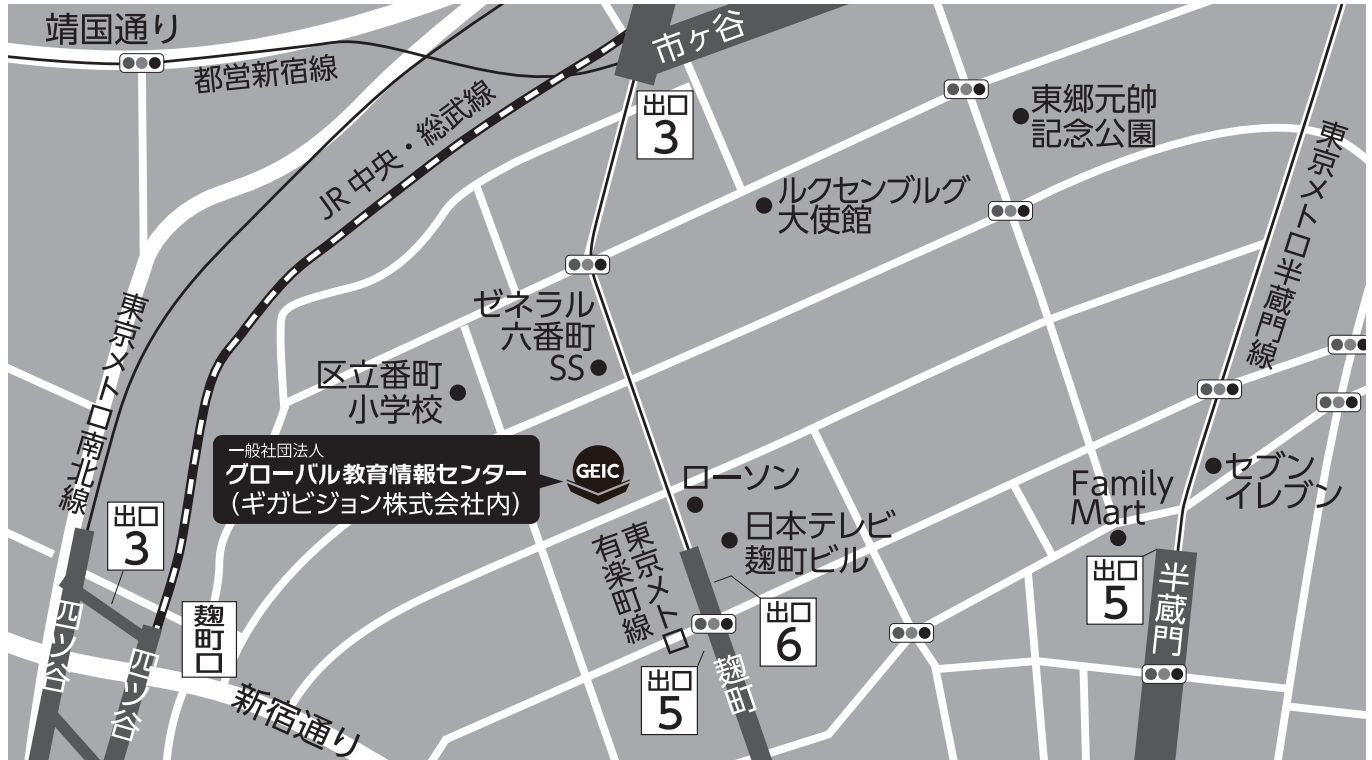 靖国通り
都営新宿線
JR 中央・総武線
市ヶ谷
出口
3
東郷元帥
記念公園
東京メトロ半蔵門線
ルクセンブルグ
大使館
ゼネラル
六番町
SS
東京メトロ南北線
区立番町
小学校
一般社団法人
グローバル教育情報センター
（ギガビジョン株式会社内）
GEIC
ローソン
日本テレビ
麹町ビル
東京メトロ
有楽町線
Family
Mart
セブン
イレブン
出口
3
四ツ谷
四ツ谷
麹町口
新宿通り
出口
6
出口
5
麹町
出口
5
半蔵門